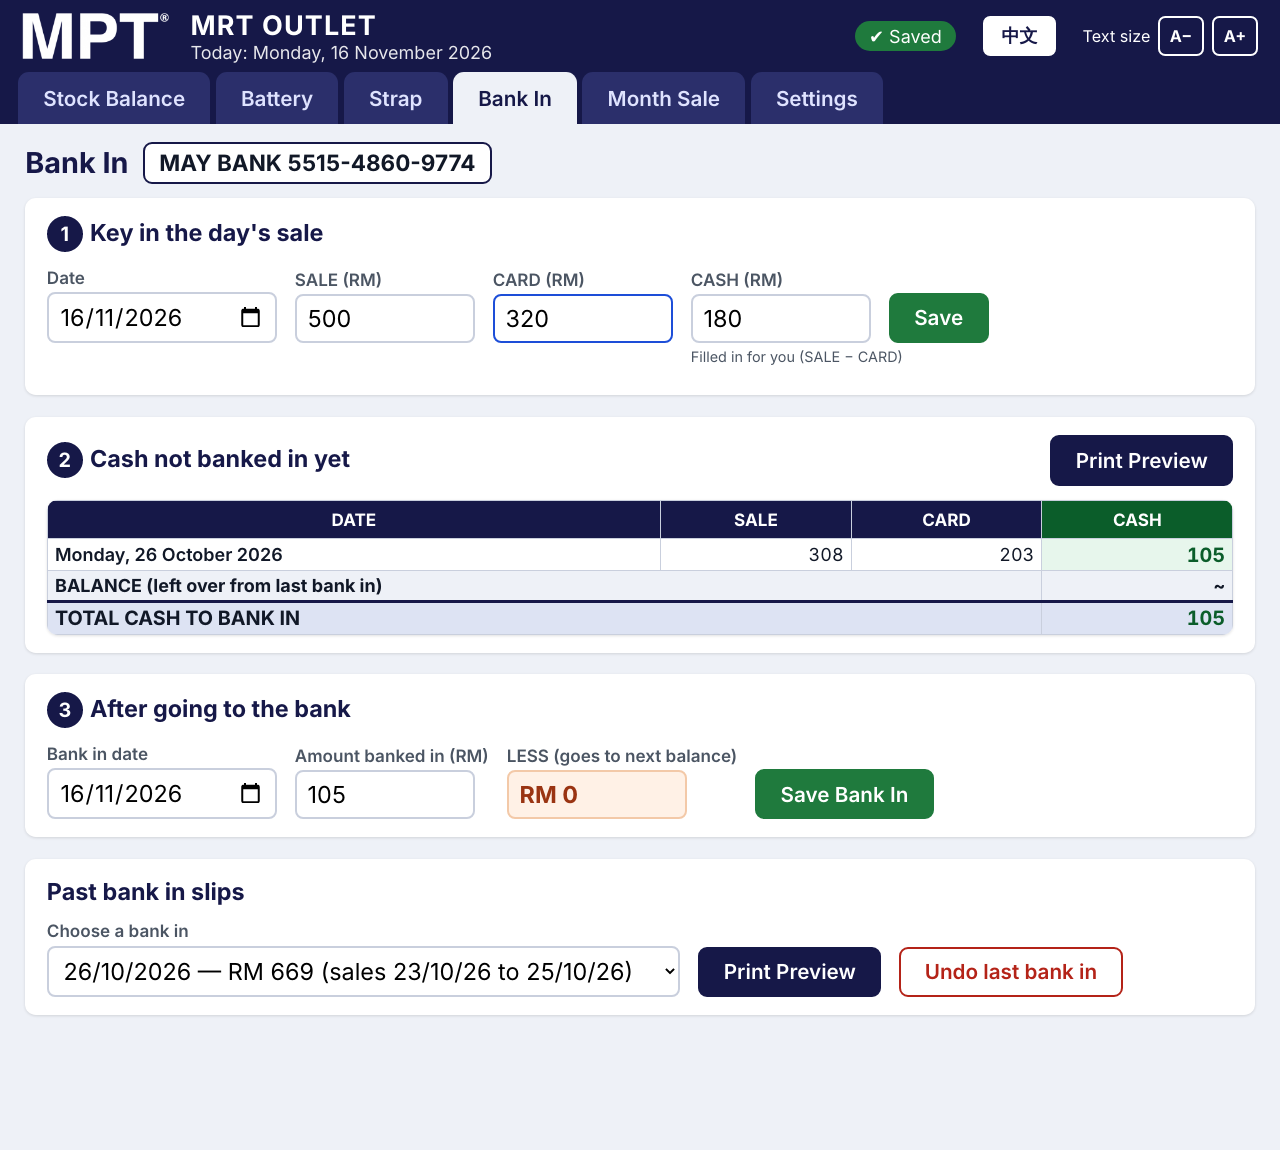 MPT® MRT OUTLET
Today: Monday, 16 November 2026
✔ Saved 中文 Text size A− A+
Stock Balance Battery Strap Bank In Month Sale Settings
Bank In MAY BANK 5515-4860-9774
1 Key in the day's sale
Date SALE (RM) CARD (RM) CASH (RM)
16/11/2026 500 320 180 Save
Filled in for you (SALE − CARD)
2 Cash not banked in yet Print Preview
DATE SALE CARD CASH
Monday, 26 October 2026 308 203 105
BALANCE (left over from last bank in) ~
TOTAL CASH TO BANK IN 105
3 After going to the bank
Bank in date Amount banked in (RM) LESS (goes to next balance)
16/11/2026 105 RM 0 Save Bank In
Past bank in slips
Choose a bank in
26/10/2026 — RM 669 (sales 23/10/26 to 25/10/26) Print Preview Undo last bank in